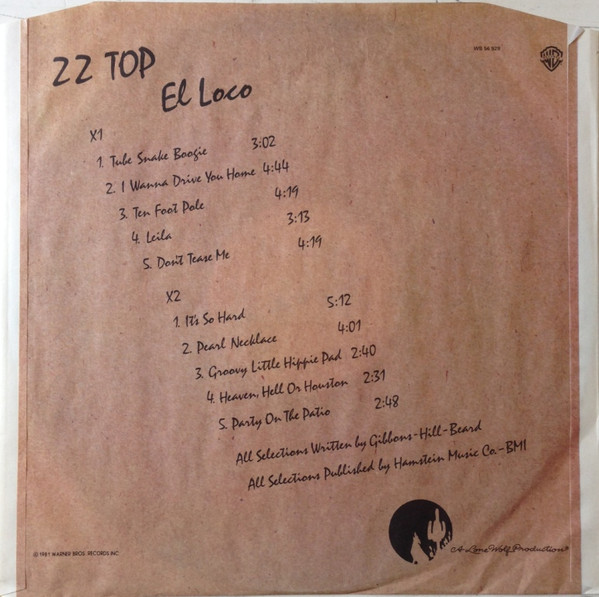 WB 56 929
ZZ TOP
El Loco
X1
1. Tube Snake Boogie 3:02
2. I Wanna Drive You Home 4:44
3. Ten Foot Pole 4:19
4. Leila 3:13
5. Don't Tease Me 4:19
X2
1. It's So Hard 5:12
2. Pearl Necklace 4:01
3. Groovy Little Hippie Pad 2:40
4. Heaven, Hell Or Houston 2:31
5. Party On The Patio 2:48
All Selections Written by Gibbons-Hill-Beard
All Selections Published by Hamstein Music Co.-BMI
© 1981 WARNER BROS. RECORDS INC
A Lone Wolf Production®